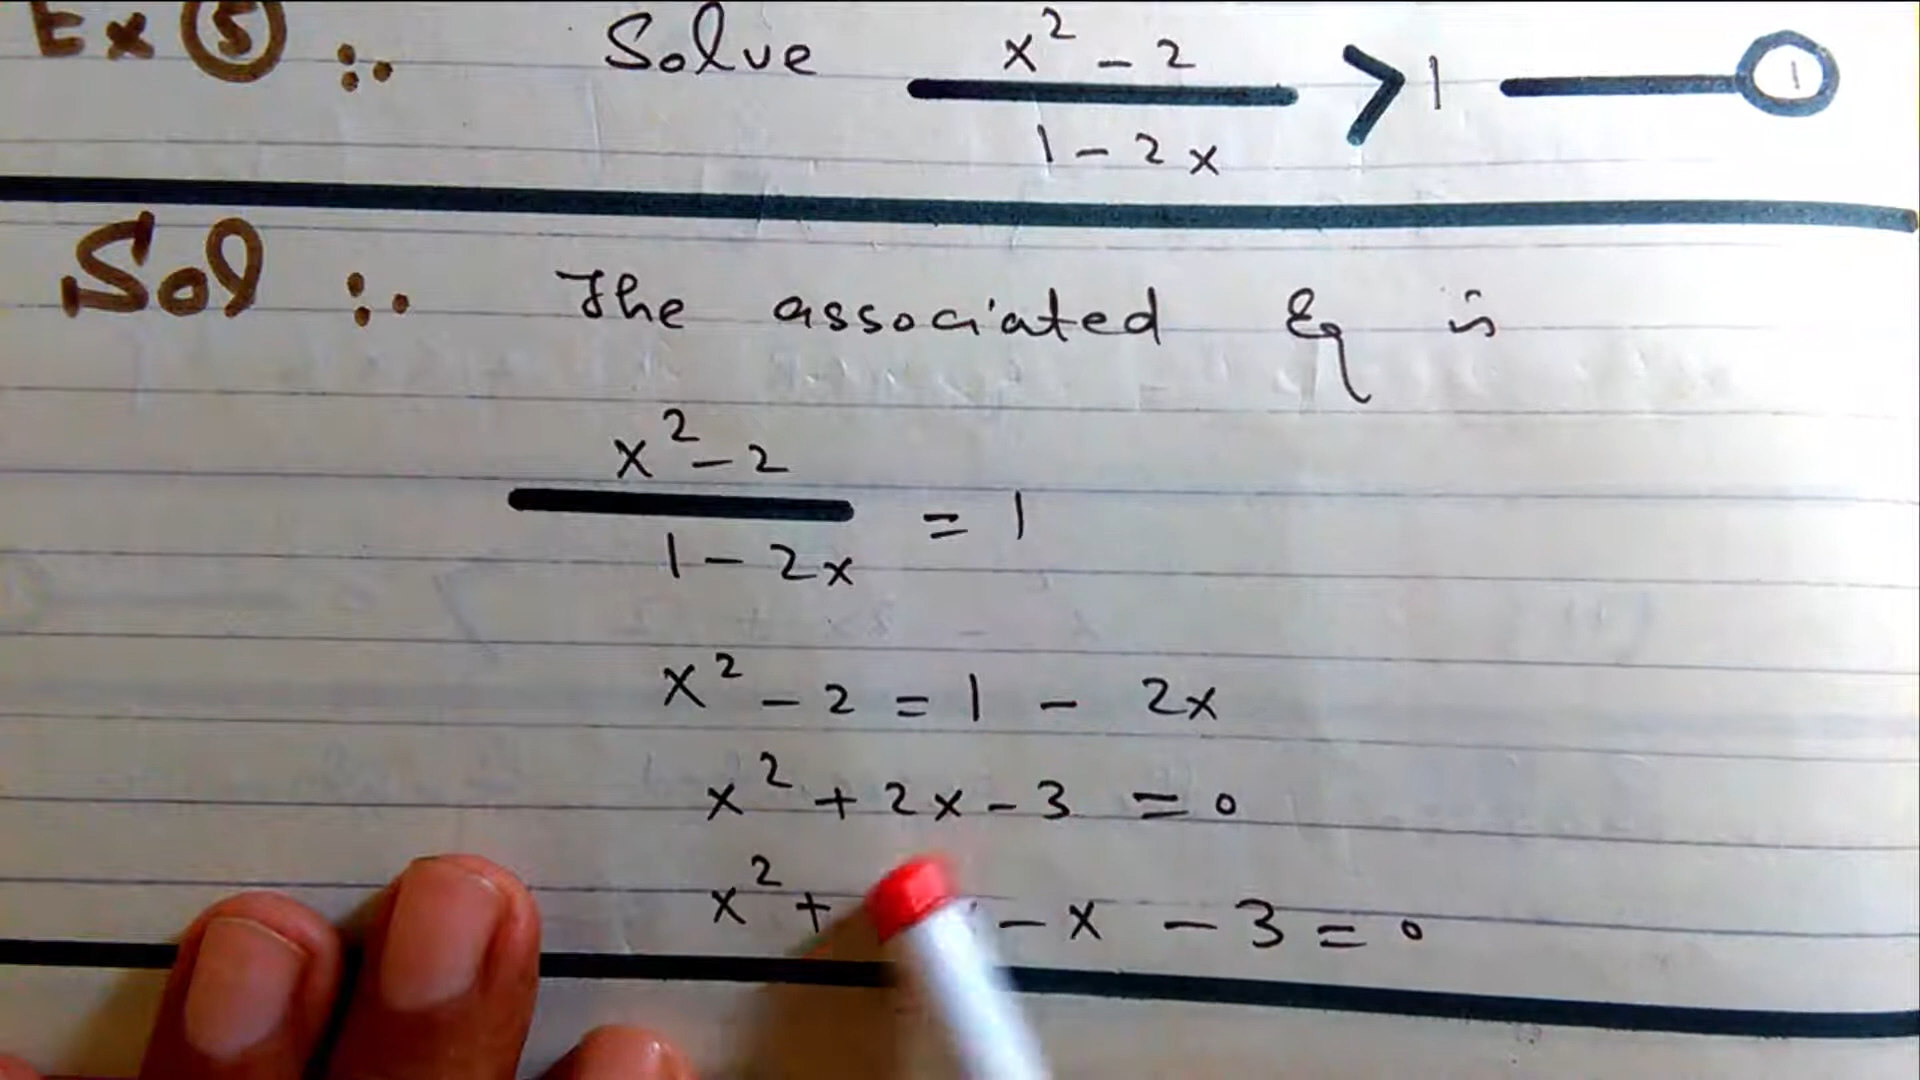 Ex ⑤ :. Solve x² - 2 / 1 - 2x > 1 — ①
Sol :. The associated Eq is
x² - 2 / 1 - 2x = 1
x² - 2 = 1 - 2x
x² + 2x - 3 = 0
x² + - x - 3 = 0